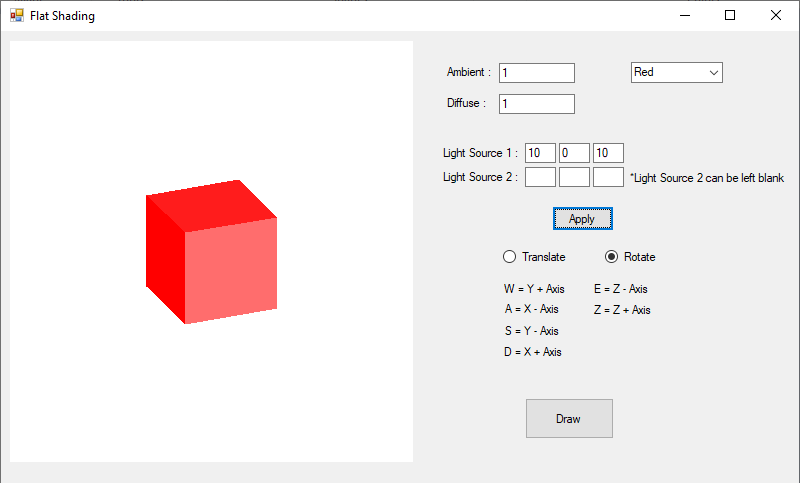 Flat Shading
Ambient : 1 Red
Diffuse : 1
Light Source 1 : 10 0 10
Light Source 2 : *Light Source 2 can be left blank
Apply
Translate Rotate
W = Y + Axis E = Z - Axis
A = X - Axis Z = Z + Axis
S = Y - Axis
D = X + Axis
Draw